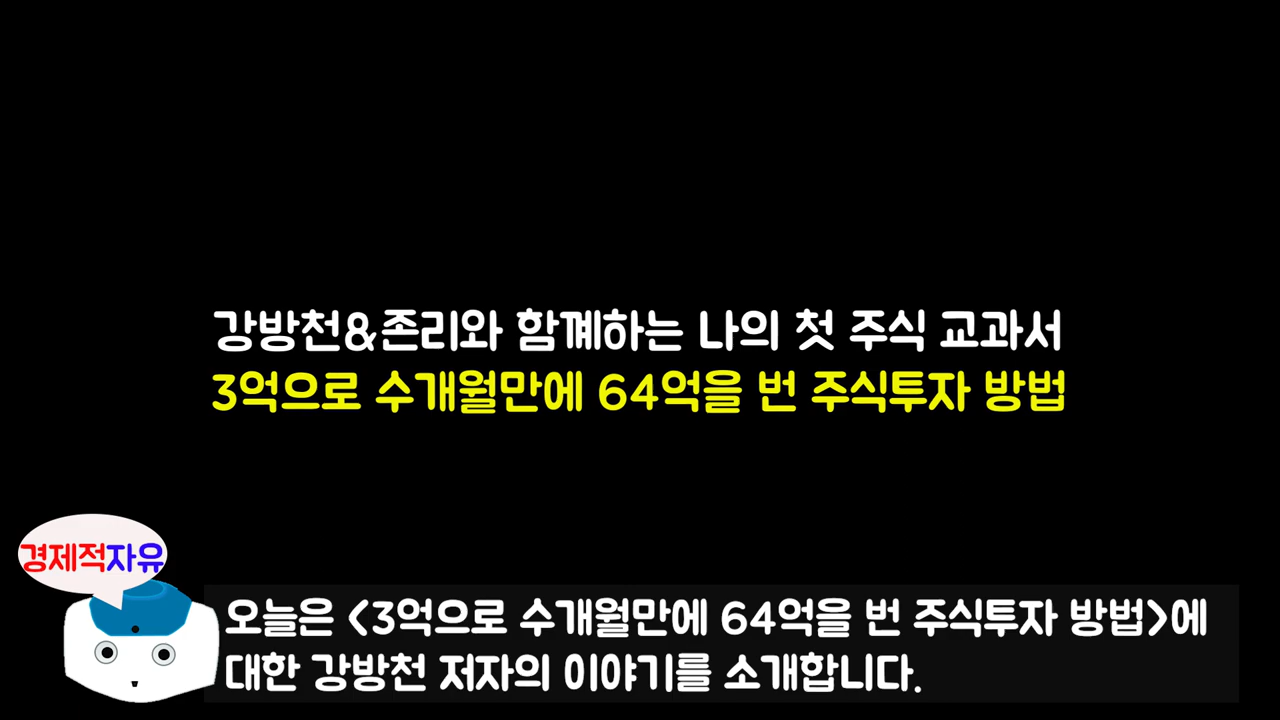 강방천&존리와 함꼐하는 나의 첫 주식 교과서
3억으로 수개월만에 64억을 번 주식투자 방법
경제적자유
오늘은 <3억으로 수개월만에 64억을 번 주식투자 방법>에
대한 강방천 저자의 이야기를 소개합니다.